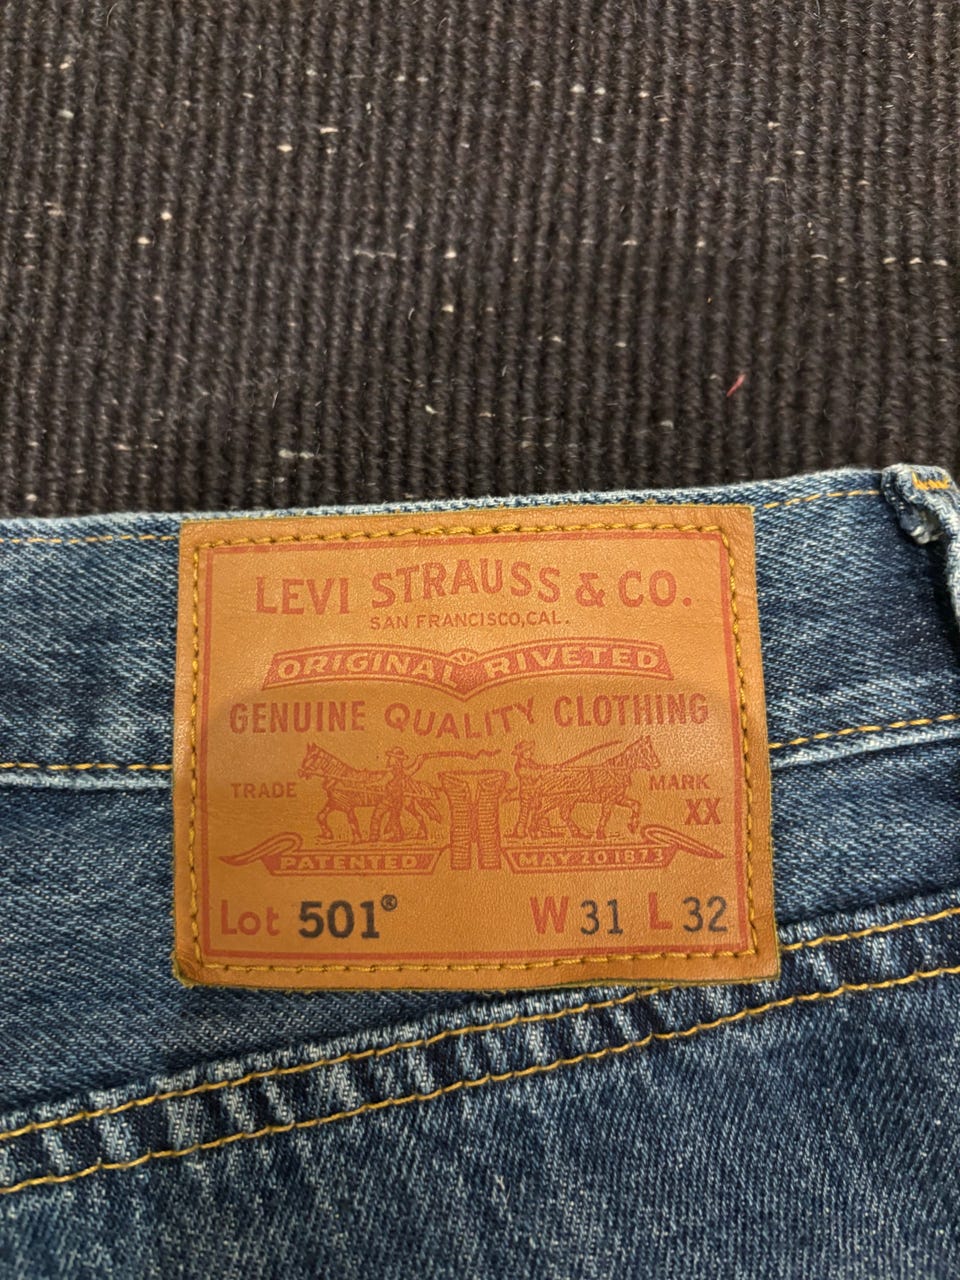 LEVI STRAUSS & CO.
SAN FRANCISCO, CAL.
ORIGINAL RIVETED
GENUINE QUALITY CLOTHING
TRADE MARK
XX
PATENTED MAY 20 1873
Lot 501® W 31 L 32